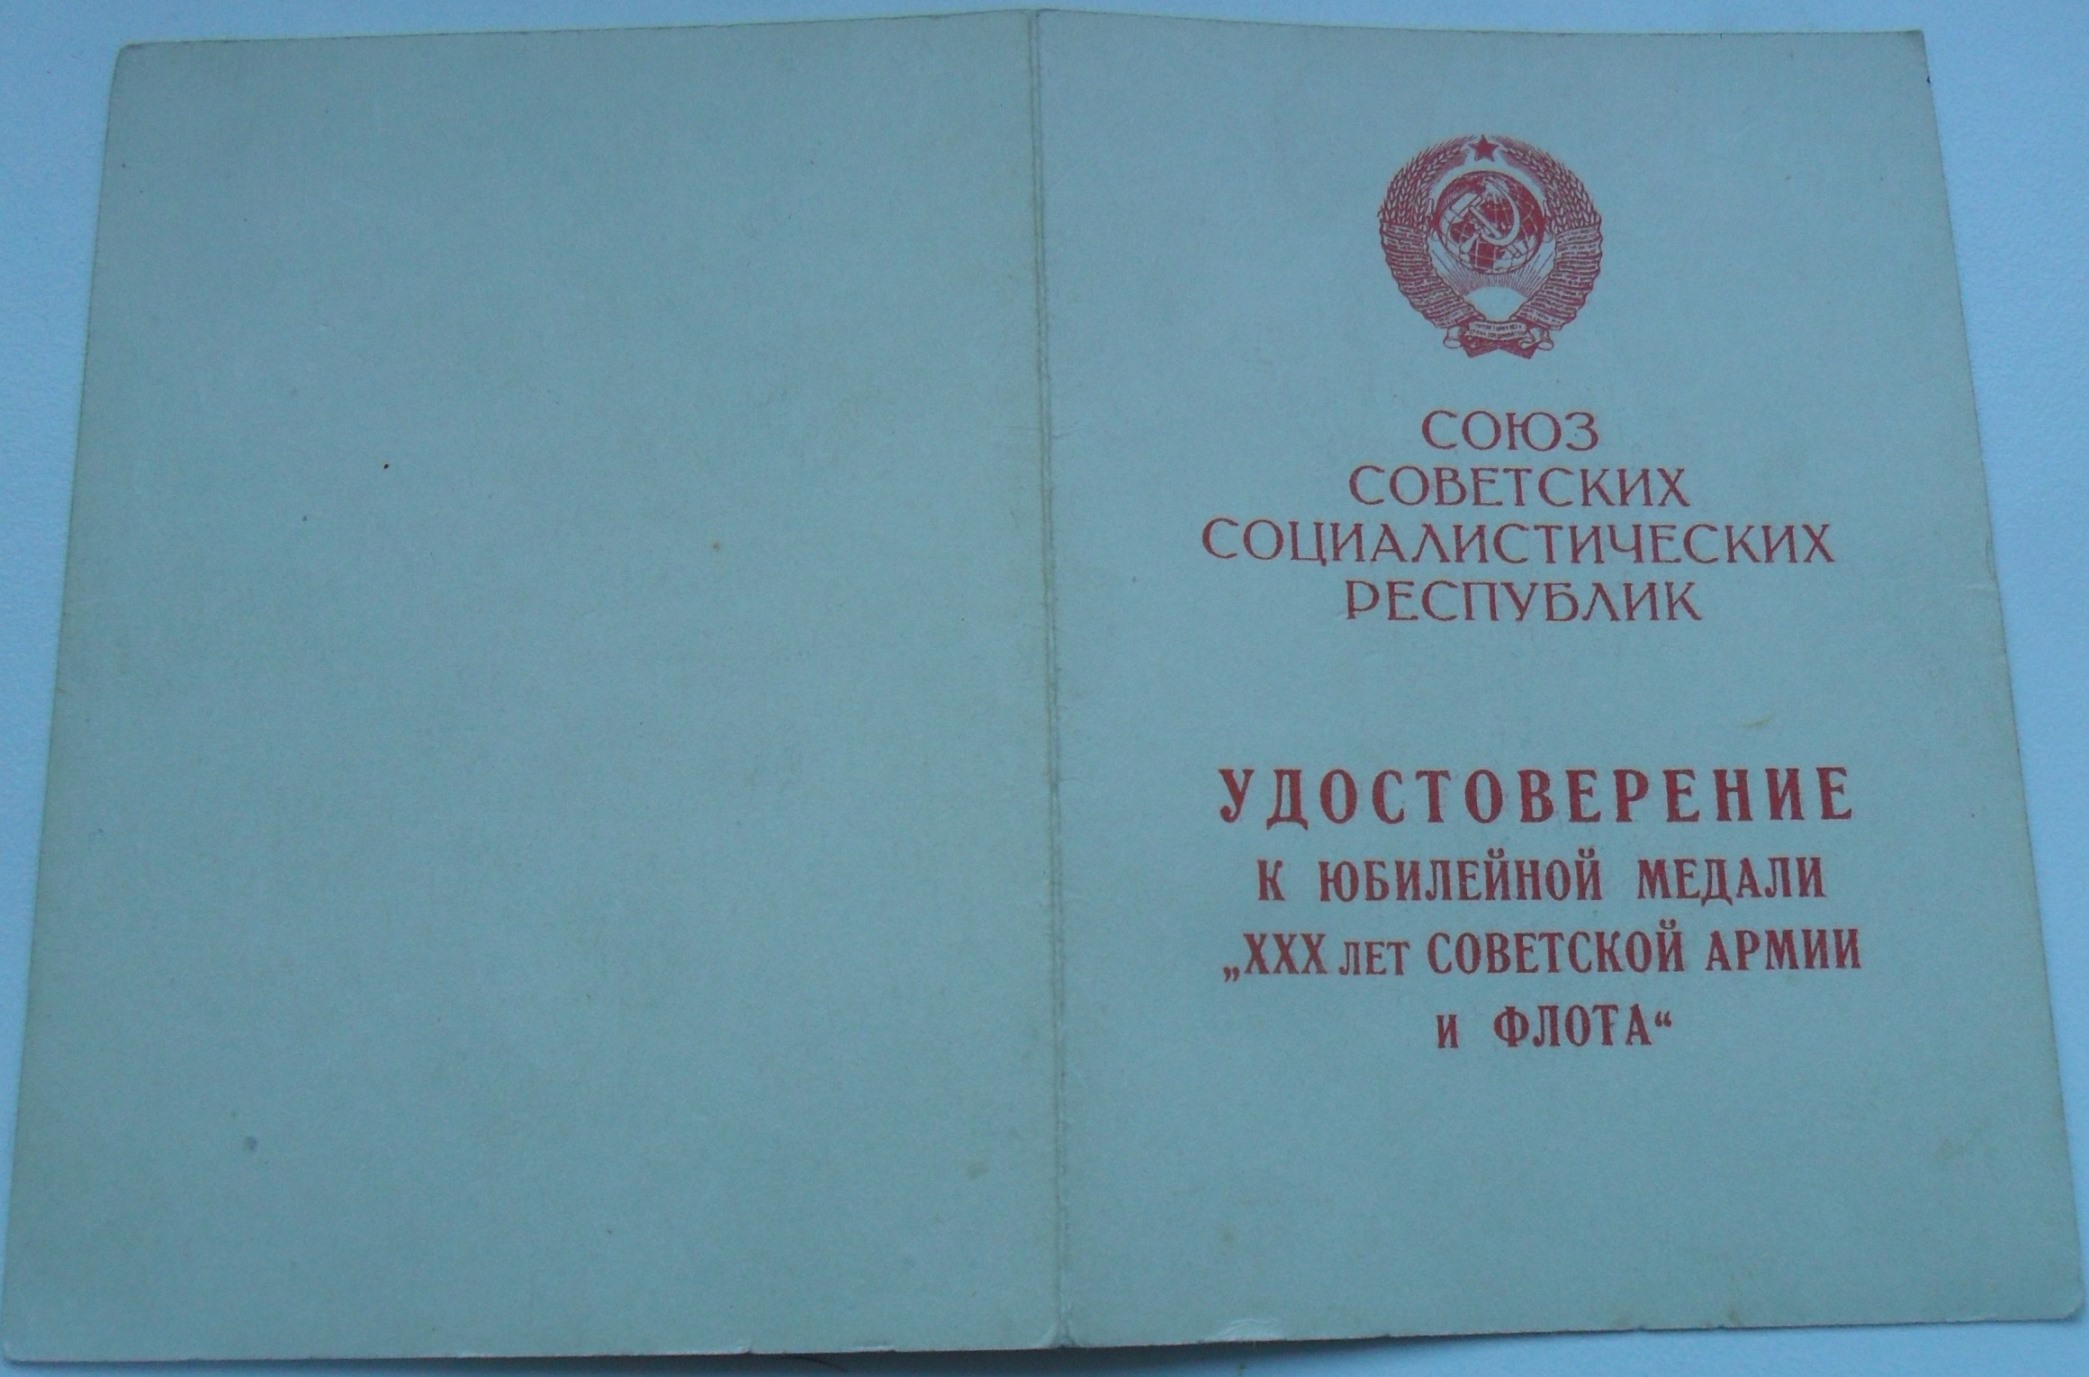 СОЮЗ
СОВЕТСКИХ
СОЦИАЛИСТИЧЕСКИХ
РЕСПУБЛИК
УДОСТОВЕРЕНИЕ
К ЮБИЛЕЙНОЙ МЕДАЛИ
„XXX ЛЕТ СОВЕТСКОЙ АРМИИ
И ФЛОТА“